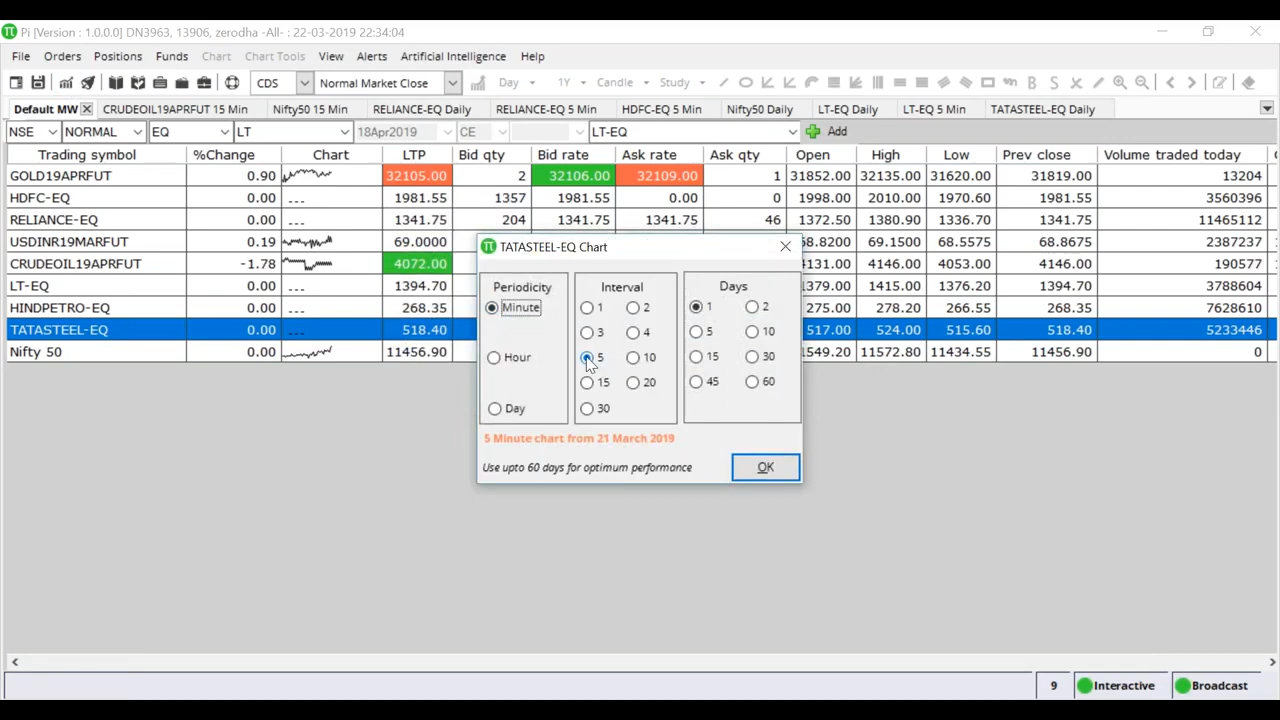 Pi [Version : 1.0.0.0] DN3963, 13906, zerodha -All- : 22-03-2019 22:34:04
File Orders Positions Funds Chart Chart Tools View Alerts Artificial Intelligence Help
CDS Normal Market Close Day 1Y Candle Study
Default MW CRUDEOIL19APRFUT 15 Min Nifty50 15 Min RELIANCE-EQ Daily RELIANCE-EQ 5 Min HDFC-EQ 5 Min Nifty50 Daily LT-EQ Daily LT-EQ 5 Min TATASTEEL-EQ Daily
NSE NORMAL EQ LT 18Apr2019 CE LT-EQ Add
Trading symbol %Change Chart LTP Bid qty Bid rate Ask rate Ask qty Open High Low Prev close Volume traded today
GOLD19APRFUT 0.90 32105.00 2 32106.00 32109.00 1 31852.00 32135.00 31620.00 31819.00 13204
HDFC-EQ 0.00 --- 1981.55 1357 1981.55 0.00 0 1998.00 2010.00 1970.60 1981.55 3560396
RELIANCE-EQ 0.00 --- 1341.75 204 1341.75 1341.75 46 1372.50 1380.90 1336.70 1341.75 11465112
USDINR19MARFUT 0.19 69.0000 68.8200 69.1500 68.5575 68.8675 2387237
CRUDEOIL19APRFUT -1.78 4072.00 4131.00 4146.00 4053.00 4146.00 190577
LT-EQ 0.00 --- 1394.70 1379.00 1415.00 1376.20 1394.70 3788604
HINDPETRO-EQ 0.00 --- 268.35 275.00 278.20 266.55 268.35 7628610
TATASTEEL-EQ 0.00 --- 518.40 517.00 524.00 515.60 518.40 5233446
Nifty 50 0.00 11456.90 549.20 11572.80 11434.55 11456.90 0
TATASTEEL-EQ Chart
Periodicity Interval Days
Minute 1 2 1 2
3 4 5 10
Hour 5 10 15 30
15 20 45 60
Day 30
5 Minute chart from 21 March 2019
Use upto 60 days for optimum performance OK
9 Interactive Broadcast